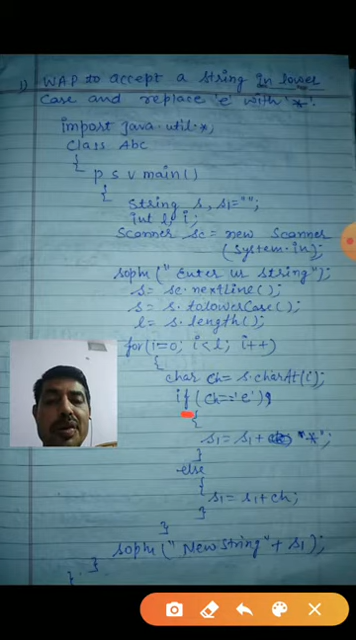 1) WAP to accept a string in lower
case and replace 'e' with '*'.
import java.util.*;
class Abc
{
p s v main()
{
String s, s1="";
int l, i;
Scanner sc = new Scanner
(System.in);
sopln("Enter ur string");
s= sc.nextline();
s = s.toLowerCase();
l = s.length();
for(i=0; i<l; i++)
{
char ch= s.charAt(i);
if( ch=='e')
{
s1 = s1+ "*";
}
else
{
s1 = s1+ch;
}
}
sopln("New string"+ s1);
}
}